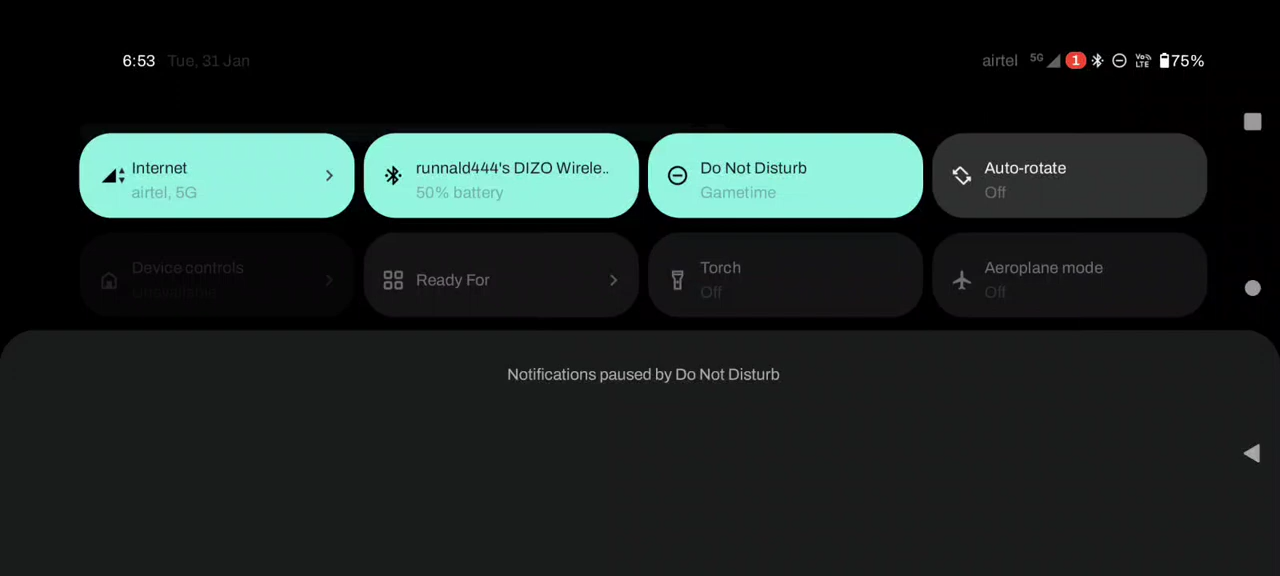 6:53 Tue, 31 Jan
airtel 5G 1 Vo LTE 75%
Internet
airtel, 5G
runnald444's DIZO Wirele..
50% battery
Do Not Disturb
Gametime
Auto-rotate
Off
Device controls
Unavailable
Ready For
Torch
Off
Aeroplane mode
Off
Notifications paused by Do Not Disturb